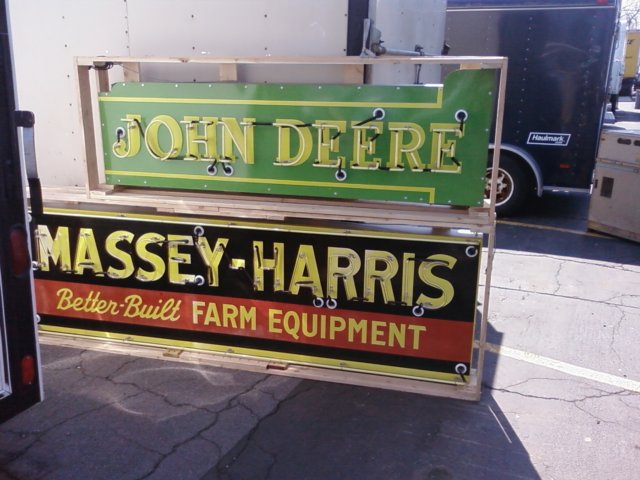 JOHN DEERE
MASSEY-HARRIS
Better-Built FARM EQUIPMENT
Haulmark